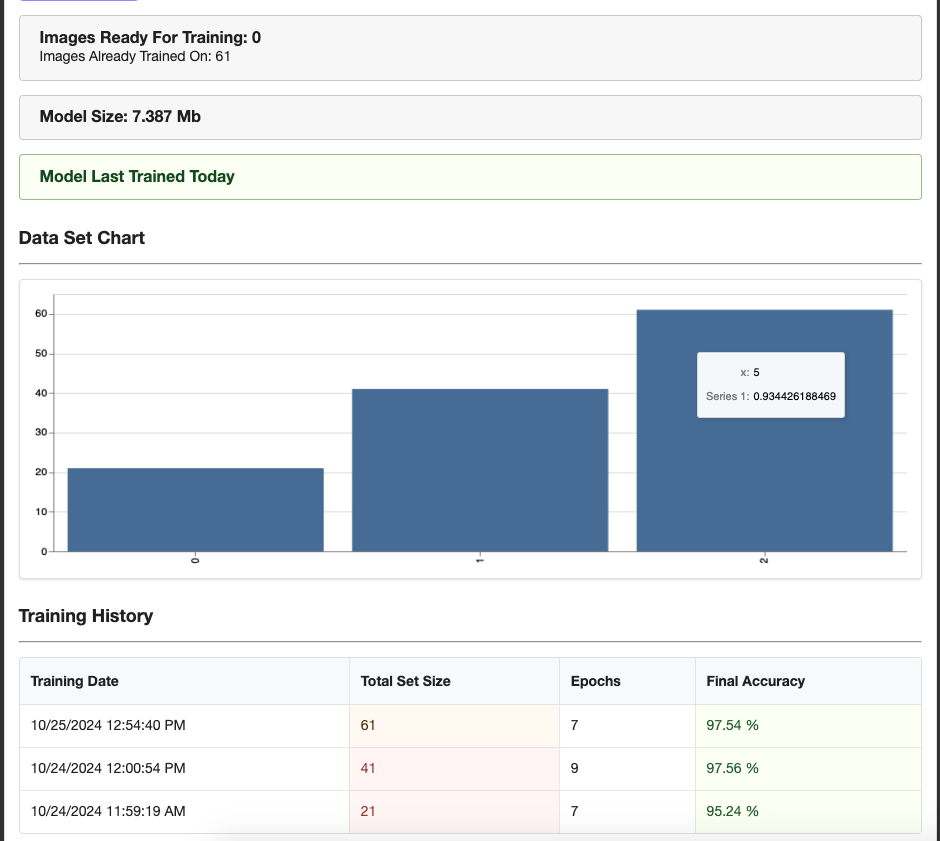 Images Ready For Training: 0
Images Already Trained On: 61
Model Size: 7.387 Mb
Model Last Trained Today
Data Set Chart
60
50
40
30
20
10
0
x: 5
Series 1: 0.934426188469
0 1 2
Training History
Training Date Total Set Size Epochs Final Accuracy
10/25/2024 12:54:40 PM 61 7 97.54 %
10/24/2024 12:00:54 PM 41 9 97.56 %
10/24/2024 11:59:19 AM 21 7 95.24 %